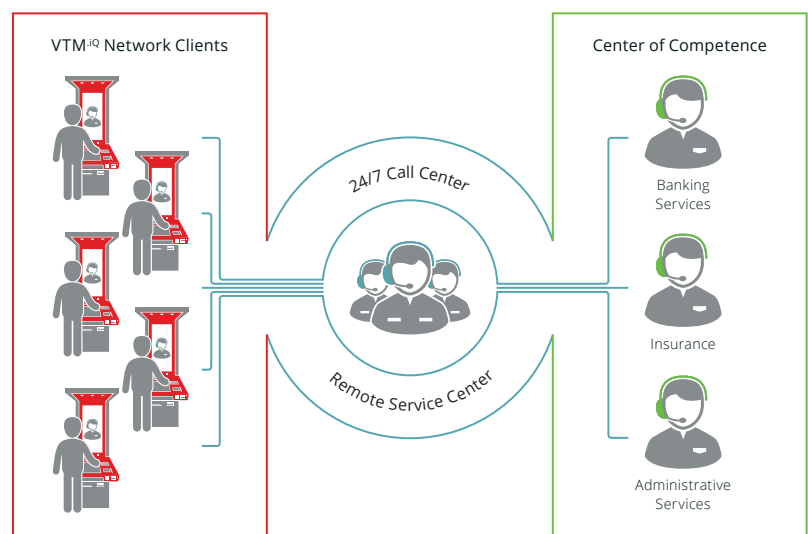 VTM.iQ Network Clients
24/7 Call Center
Remote Service Center
Center of Competence
Banking
Services
Insurance
Administrative
Services